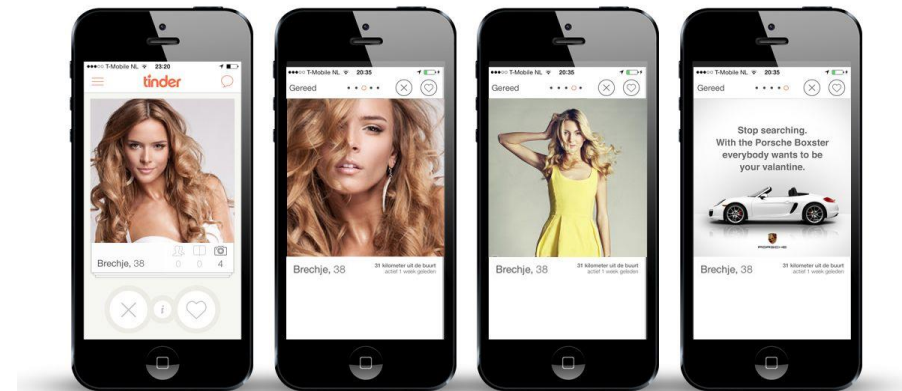 T-Mobile NL 23:20
tinder
Brechje, 38
0 0 4
i
T-Mobile NL 20:35
Gereed
Brechje, 38
31 kilometer uit de buurt
actief 1 week geleden
T-Mobile NL 20:35
Gereed
Brechje, 38
31 kilometer uit de buurt
actief 1 week geleden
T-Mobile NL 20:35
Gereed
Stop searching.
With the Porsche Boxster
everybody wants to be
your valantine.
PORSCHE
Brechje, 38
31 kilometer uit de buurt
actief 1 week geleden